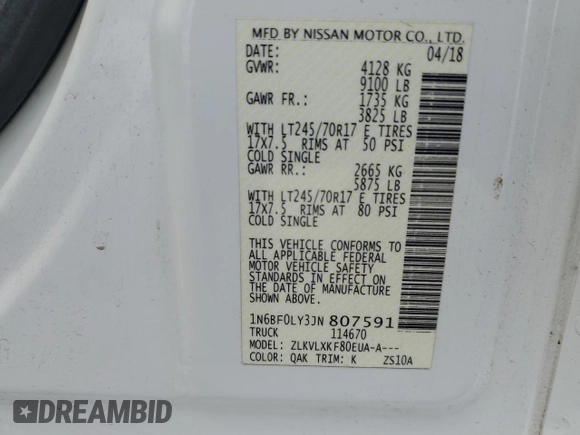 MFD BY NISSAN MOTOR CO., LTD.
DATE: 04/18
GVWR: 4128 KG
9100 LB
GAWR FR.: 1735 KG
3825 LB
WITH LT245/70R17 E TIRES
17X7.5 RIMS AT 50 PSI
COLD SINGLE
GAWR RR.: 2665 KG
5875 LB
WITH LT245/70R17 E TIRES
17X7.5 RIMS AT 80 PSI
COLD SINGLE
THIS VEHICLE CONFORMS TO
ALL APPLICABLE FEDERAL
MOTOR VEHICLE SAFETY
STANDARDS IN EFFECT ON
THE DATE OF MANUFACTURE
SHOWN ABOVE.
1N6BF0LY3JN 807591
TRUCK 114670
MODEL: ZLKVLXKF80EUA-A---
COLOR: QAK TRIM: K ZS10A
DREAMBID